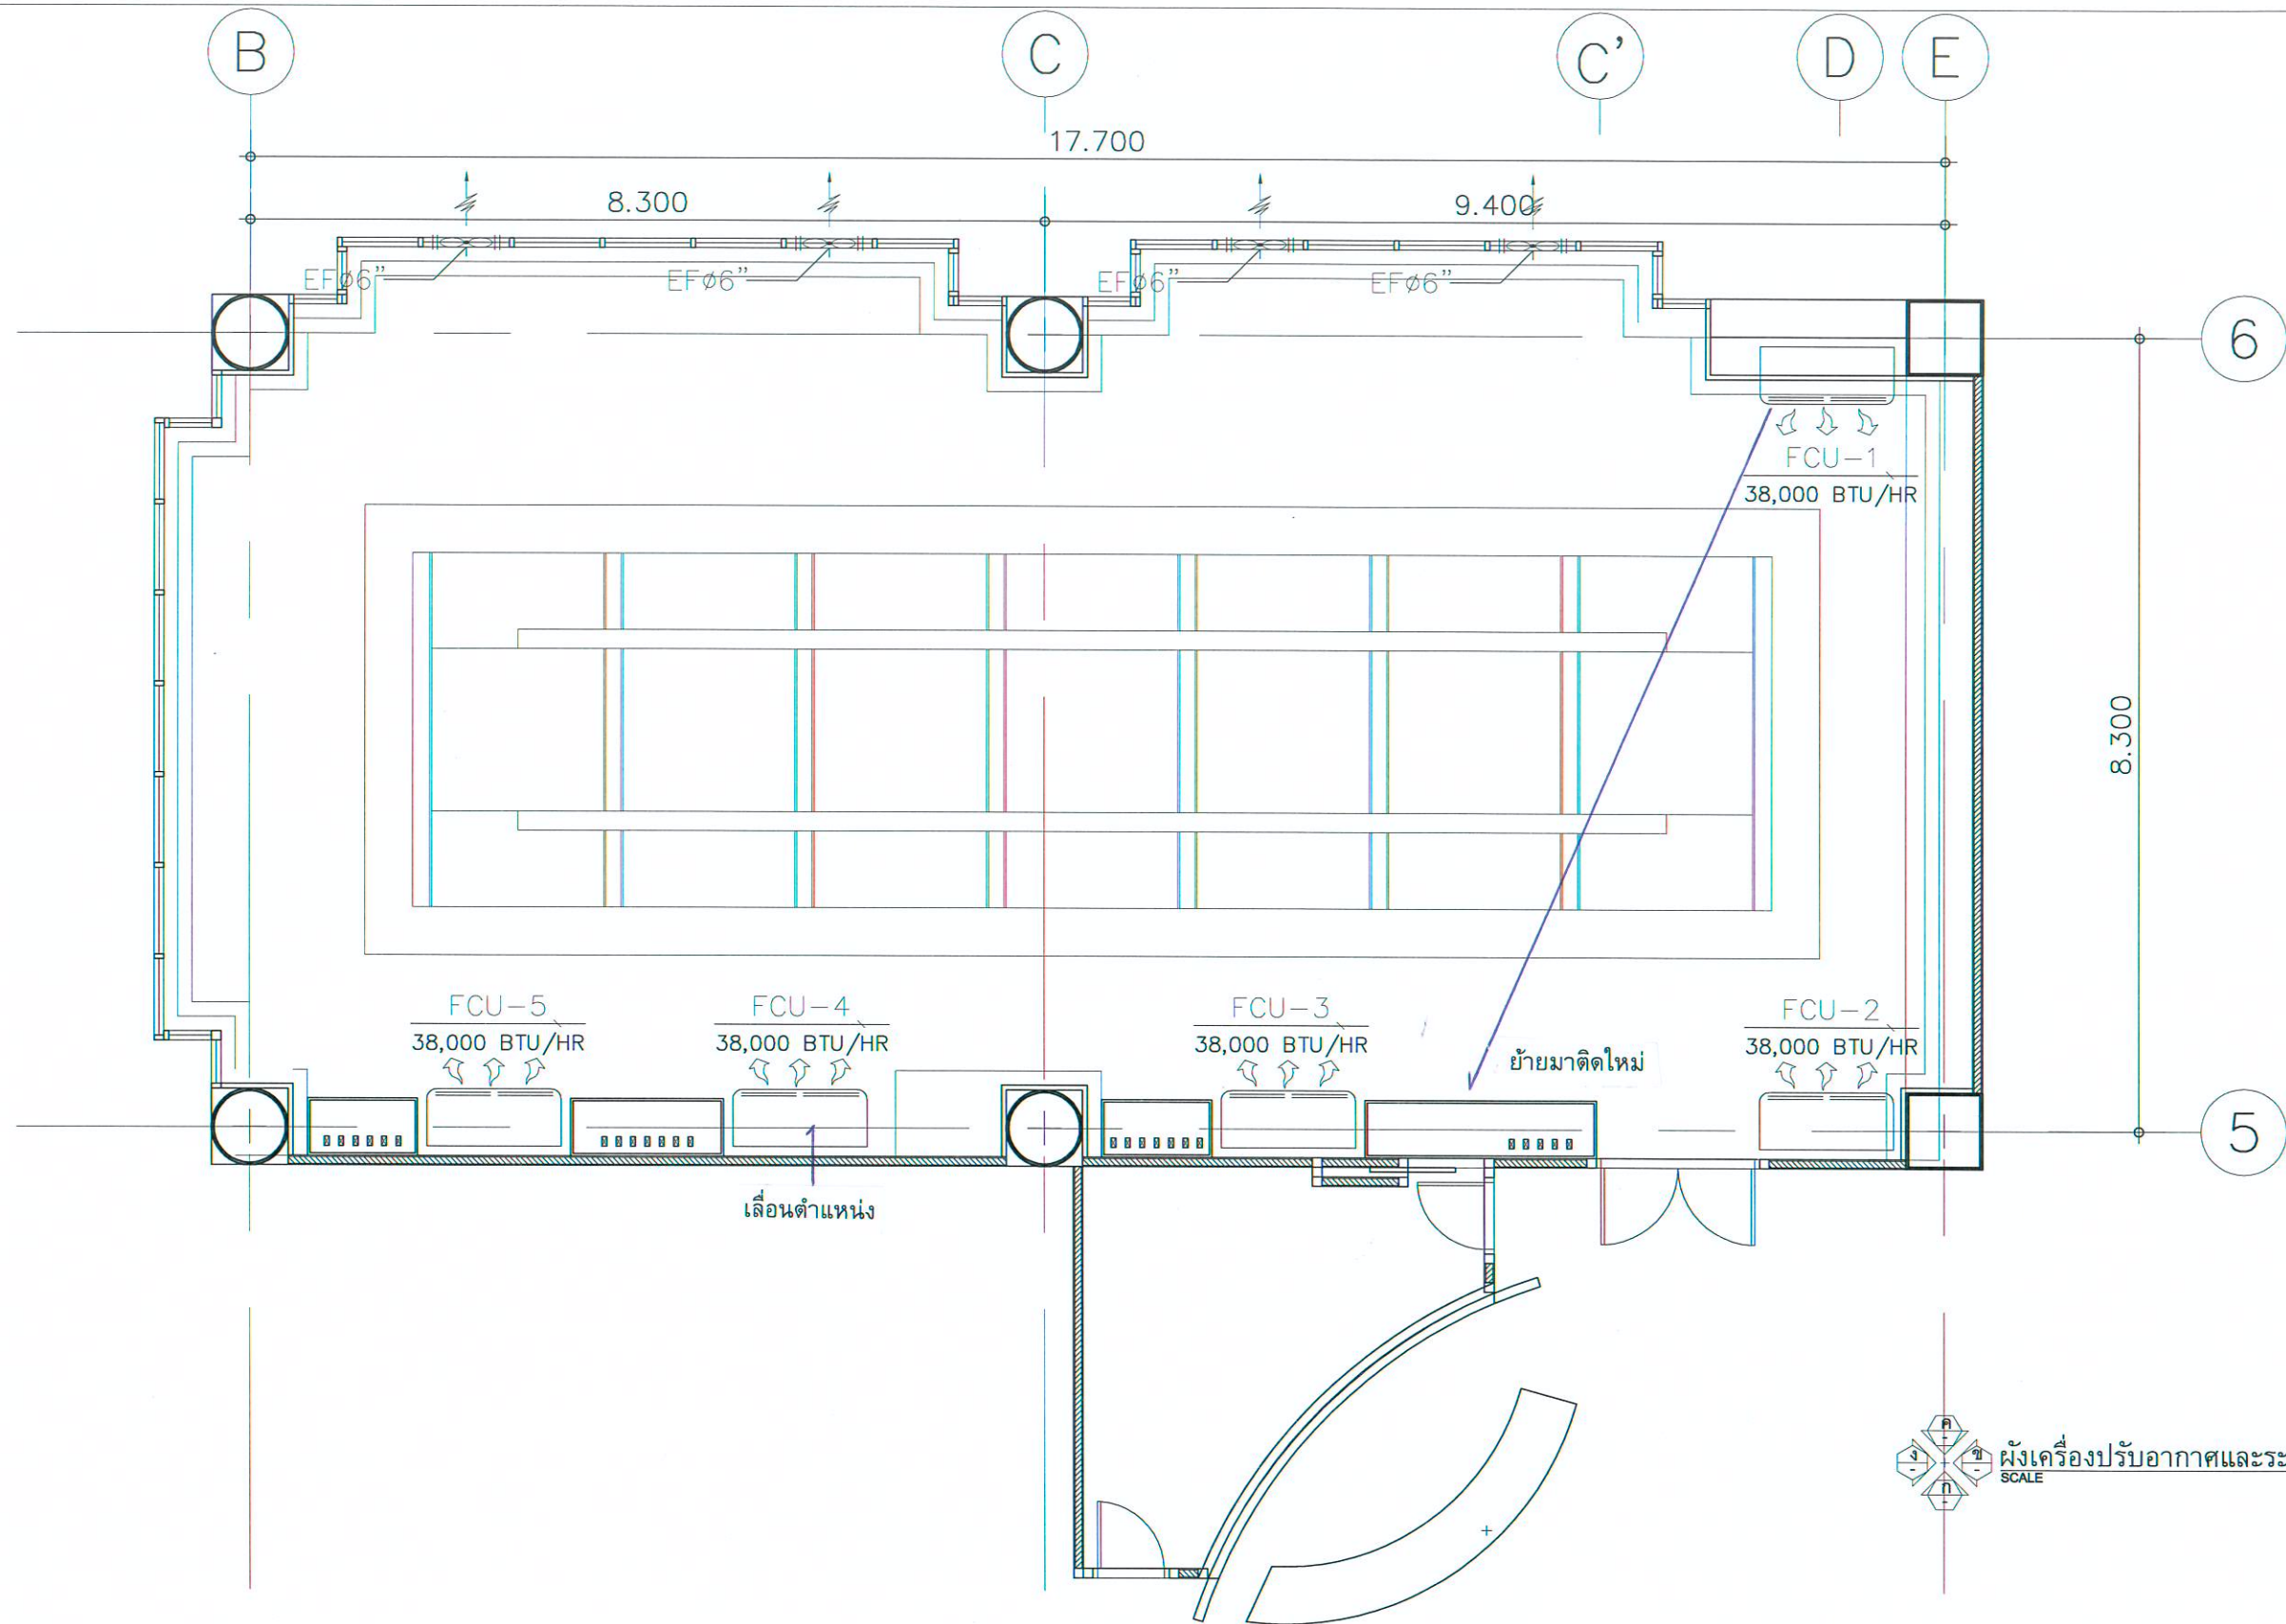 B
C
C'
D
E
17.700
8.300
9.400
EFø6"
EFø6"
EFø6"
EFø6"
6
FCU-1
38,000 BTU/HR
8.300
FCU-5
38,000 BTU/HR
FCU-4
38,000 BTU/HR
FCU-3
38,000 BTU/HR
FCU-2
38,000 BTU/HR
ย้ายมาติดใหม่
5
เลื่อนตำแหน่ง
ค
ง
ข
ก
ผังเครื่องปรับอากาศและระ
SCALE